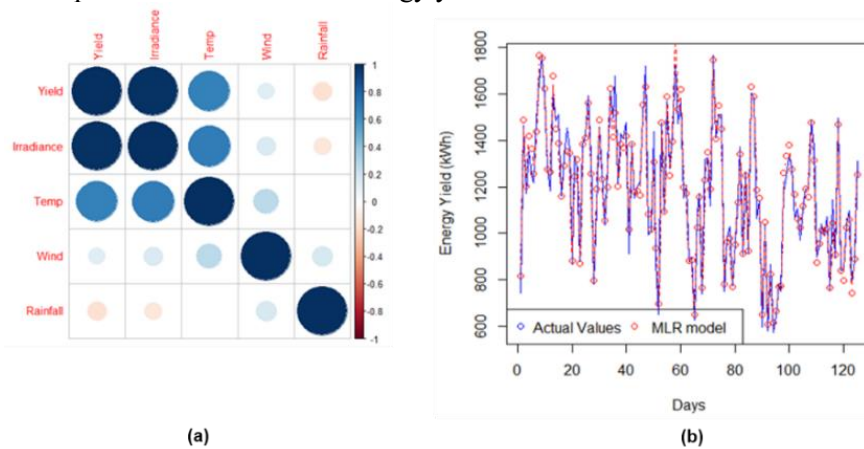 Yield
Irradiance
Temp
Wind
Rainfall
Yield
Irradiance
Temp
Wind
Rainfall
1
0.8
0.6
0.4
0.2
0
-0.2
-0.4
-0.6
-0.8
-1
(a)
Energy Yield (kWh)
1800
1600
1400
1200
1000
800
600
Actual Values
MLR model
0
20
40
60
80
100
120
Days
(b)